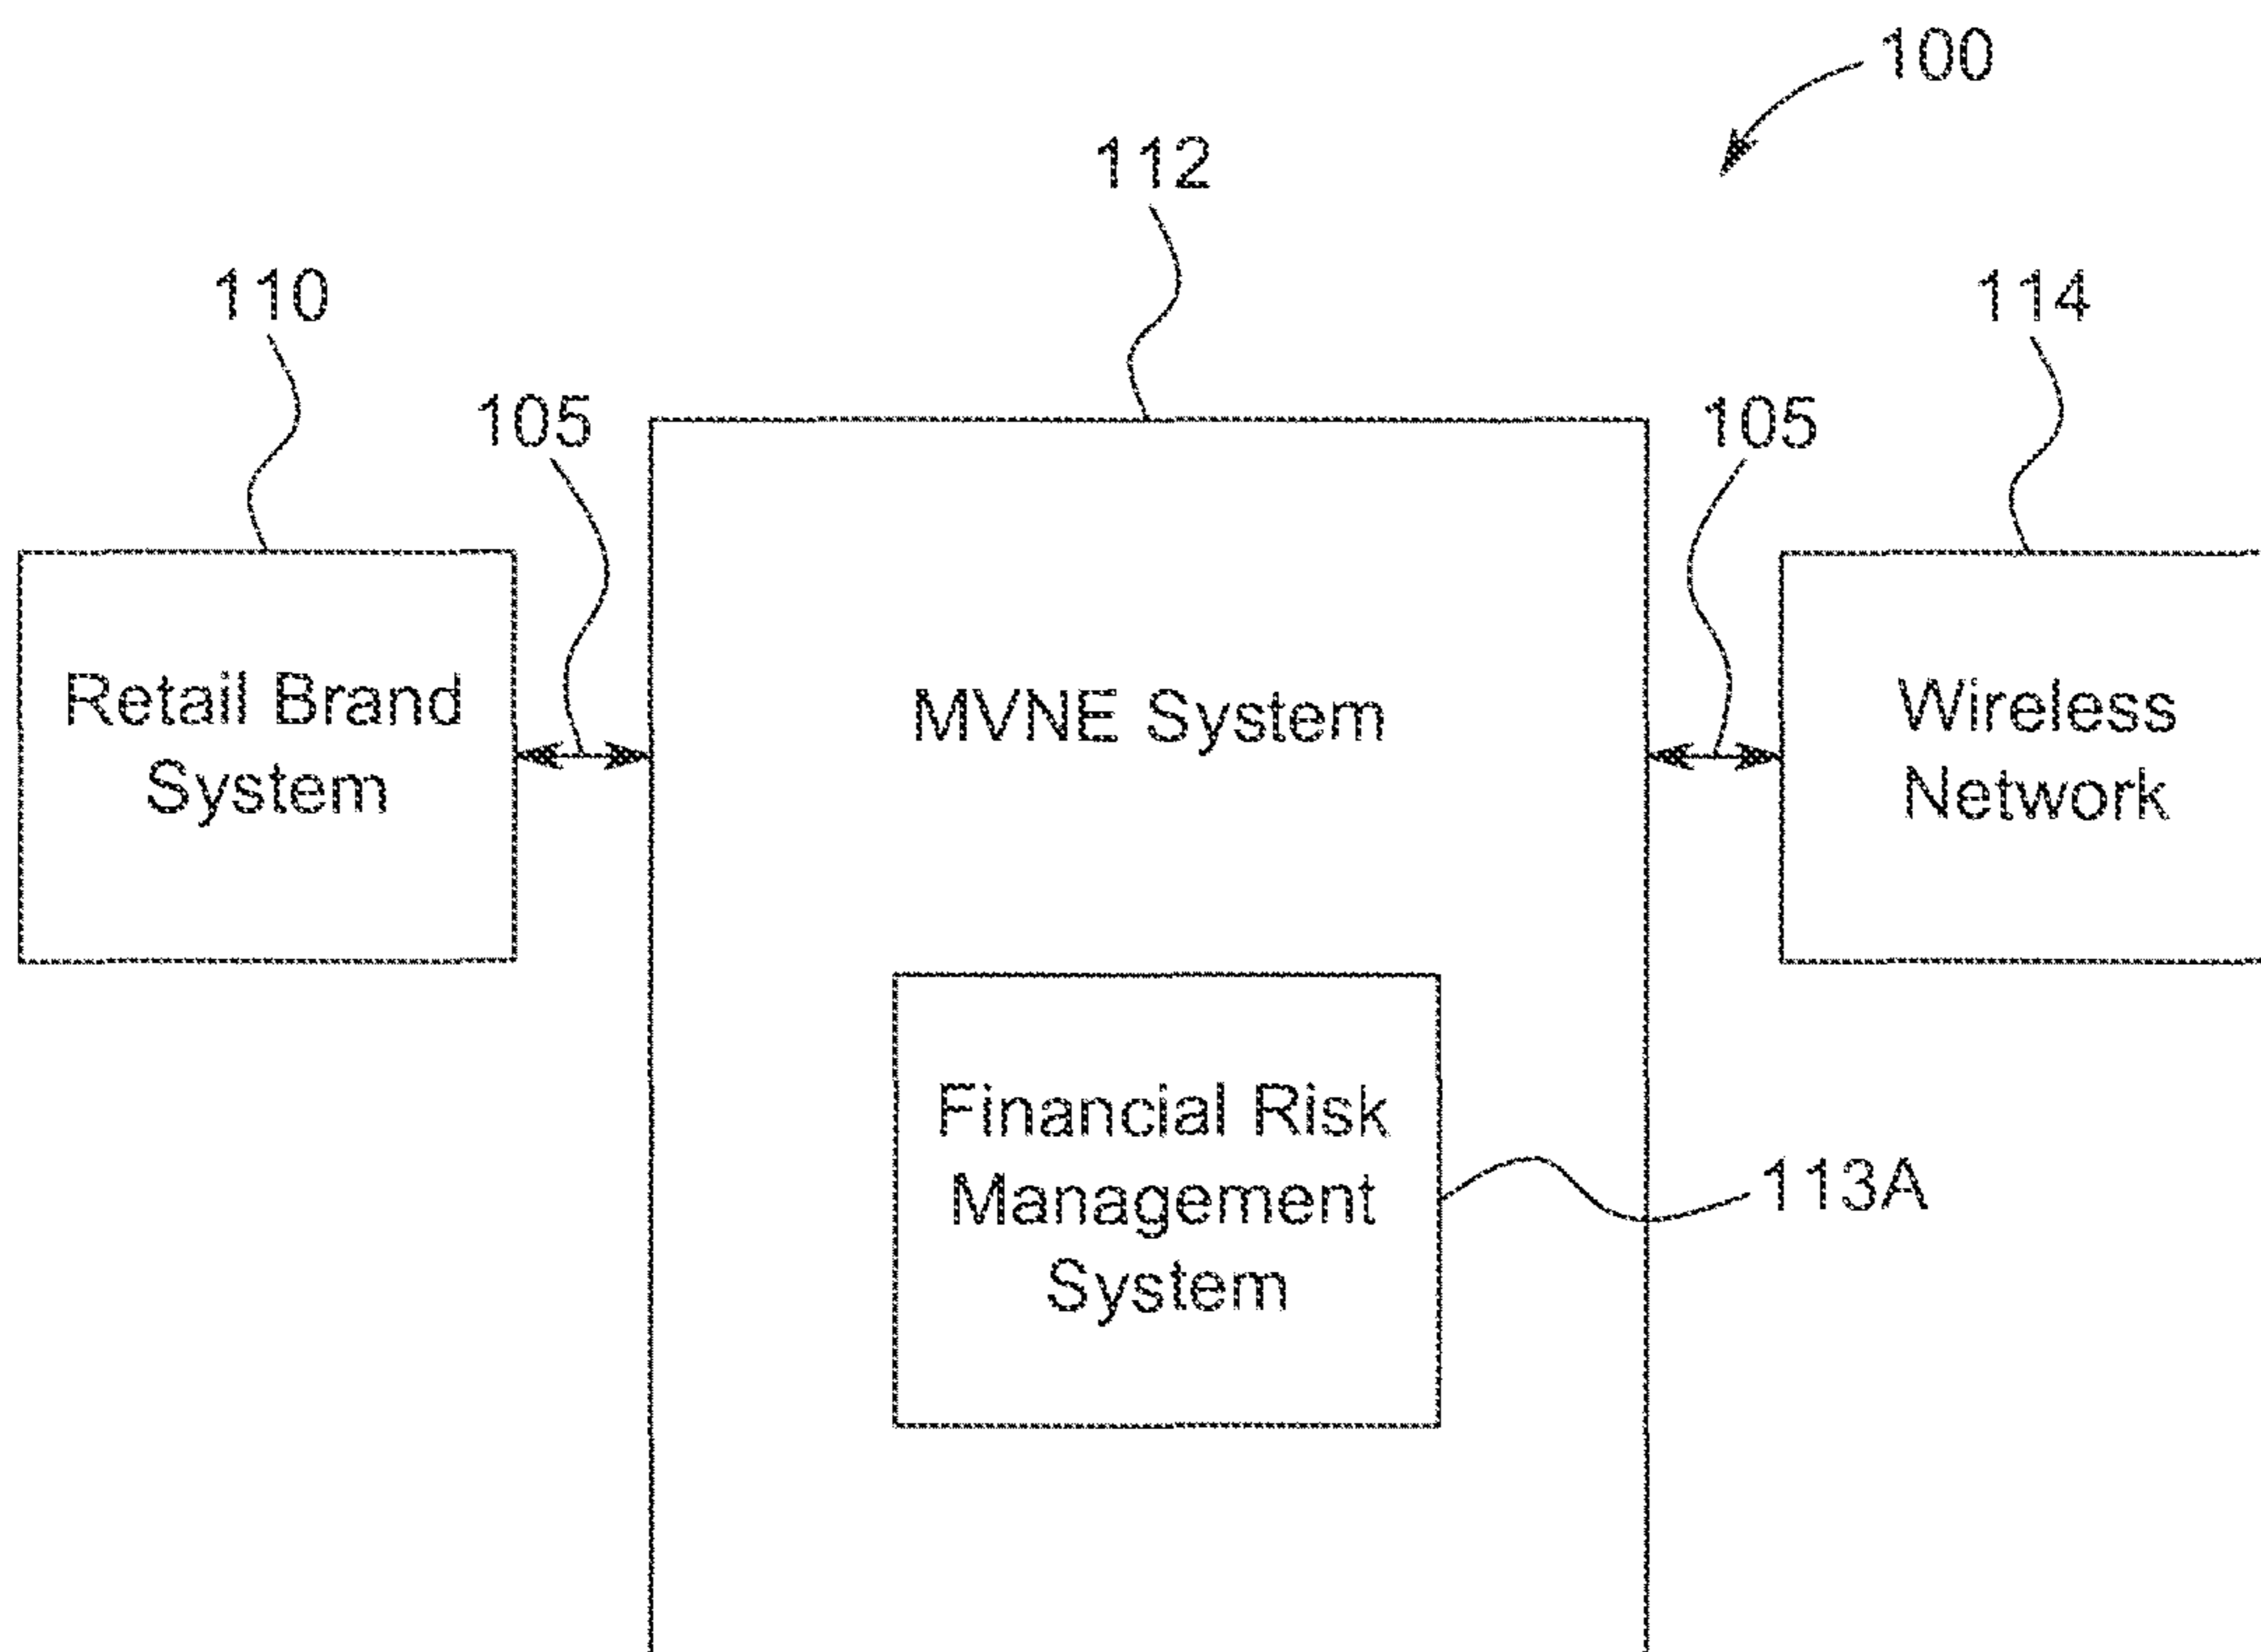 100
112
110
114
105
105
Retail Brand
System
MVNE System
Wireless
Network
Financial Risk
Management
System
113A